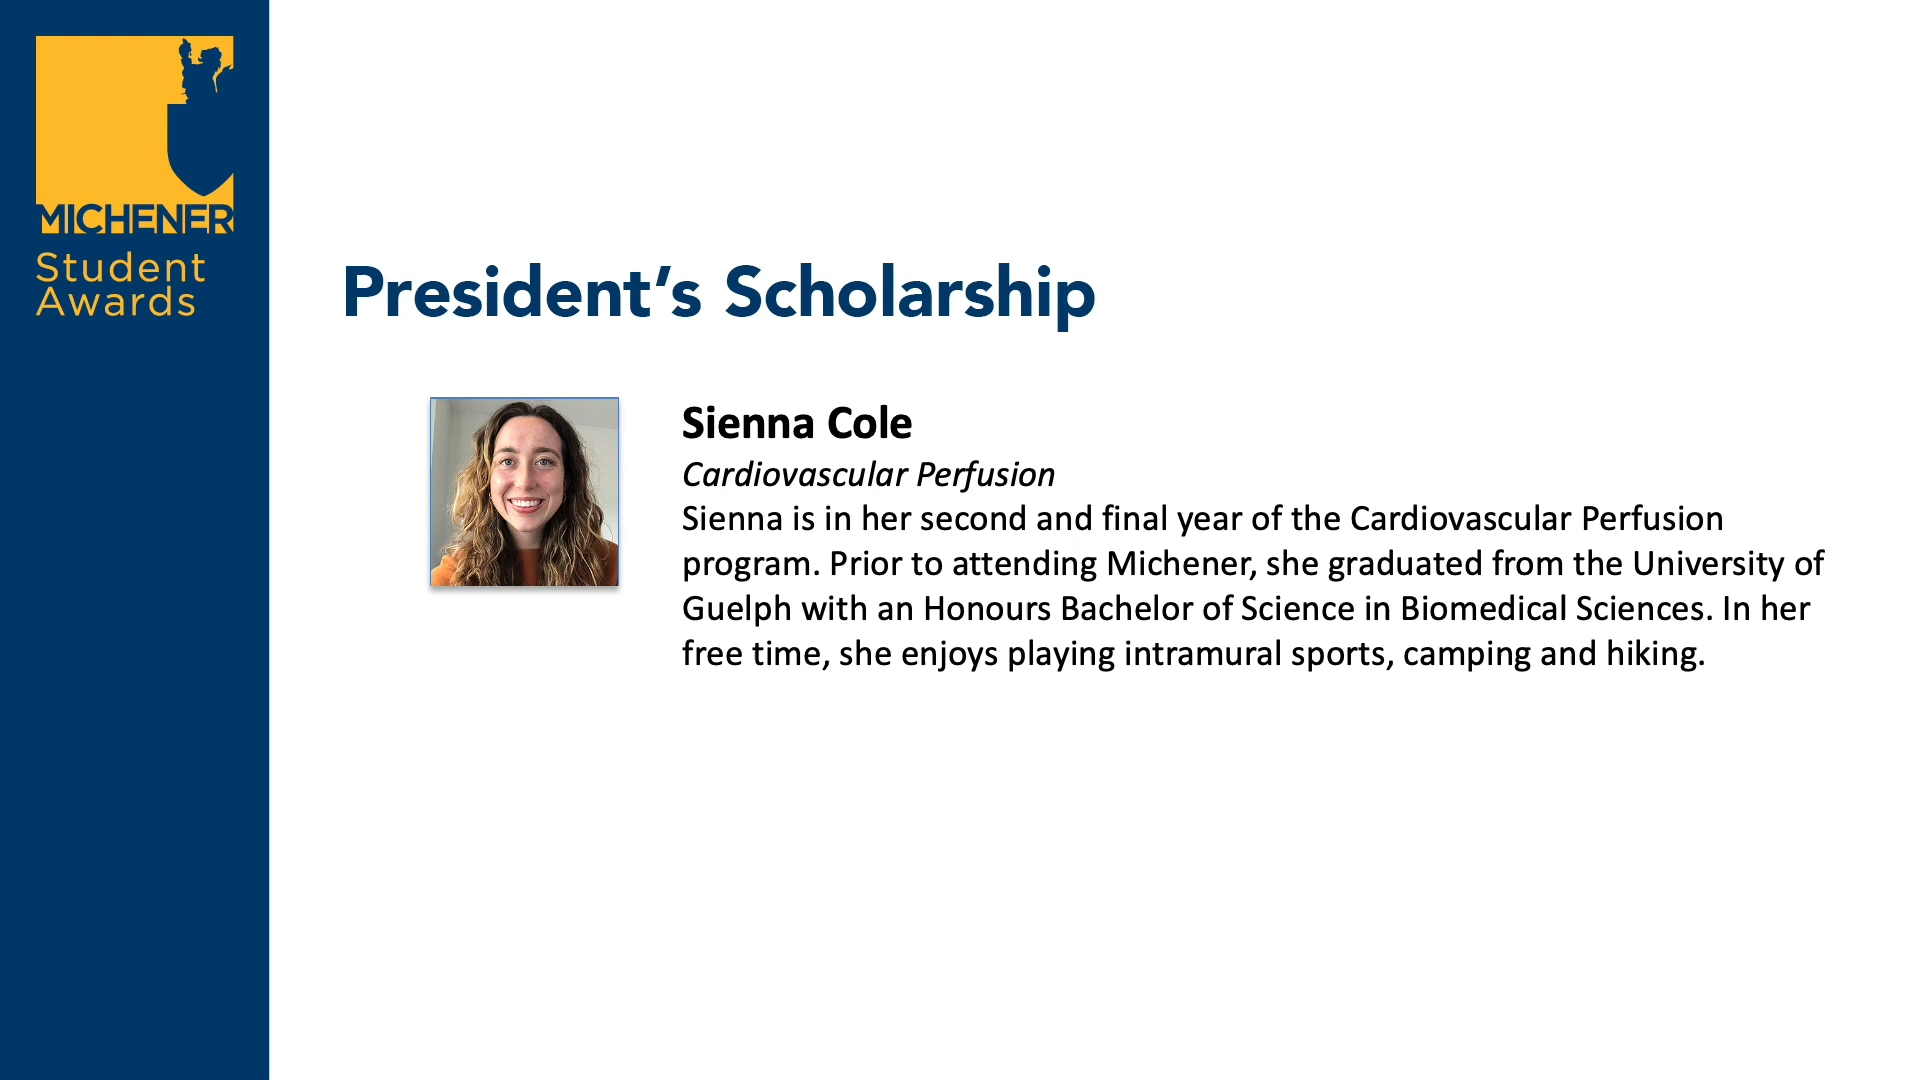 MICHENER
Student
Awards
President’s Scholarship
Sienna Cole
Cardiovascular Perfusion
Sienna is in her second and final year of the Cardiovascular Perfusion
program. Prior to attending Michener, she graduated from the University of
Guelph with an Honours Bachelor of Science in Biomedical Sciences. In her
free time, she enjoys playing intramural sports, camping and hiking.